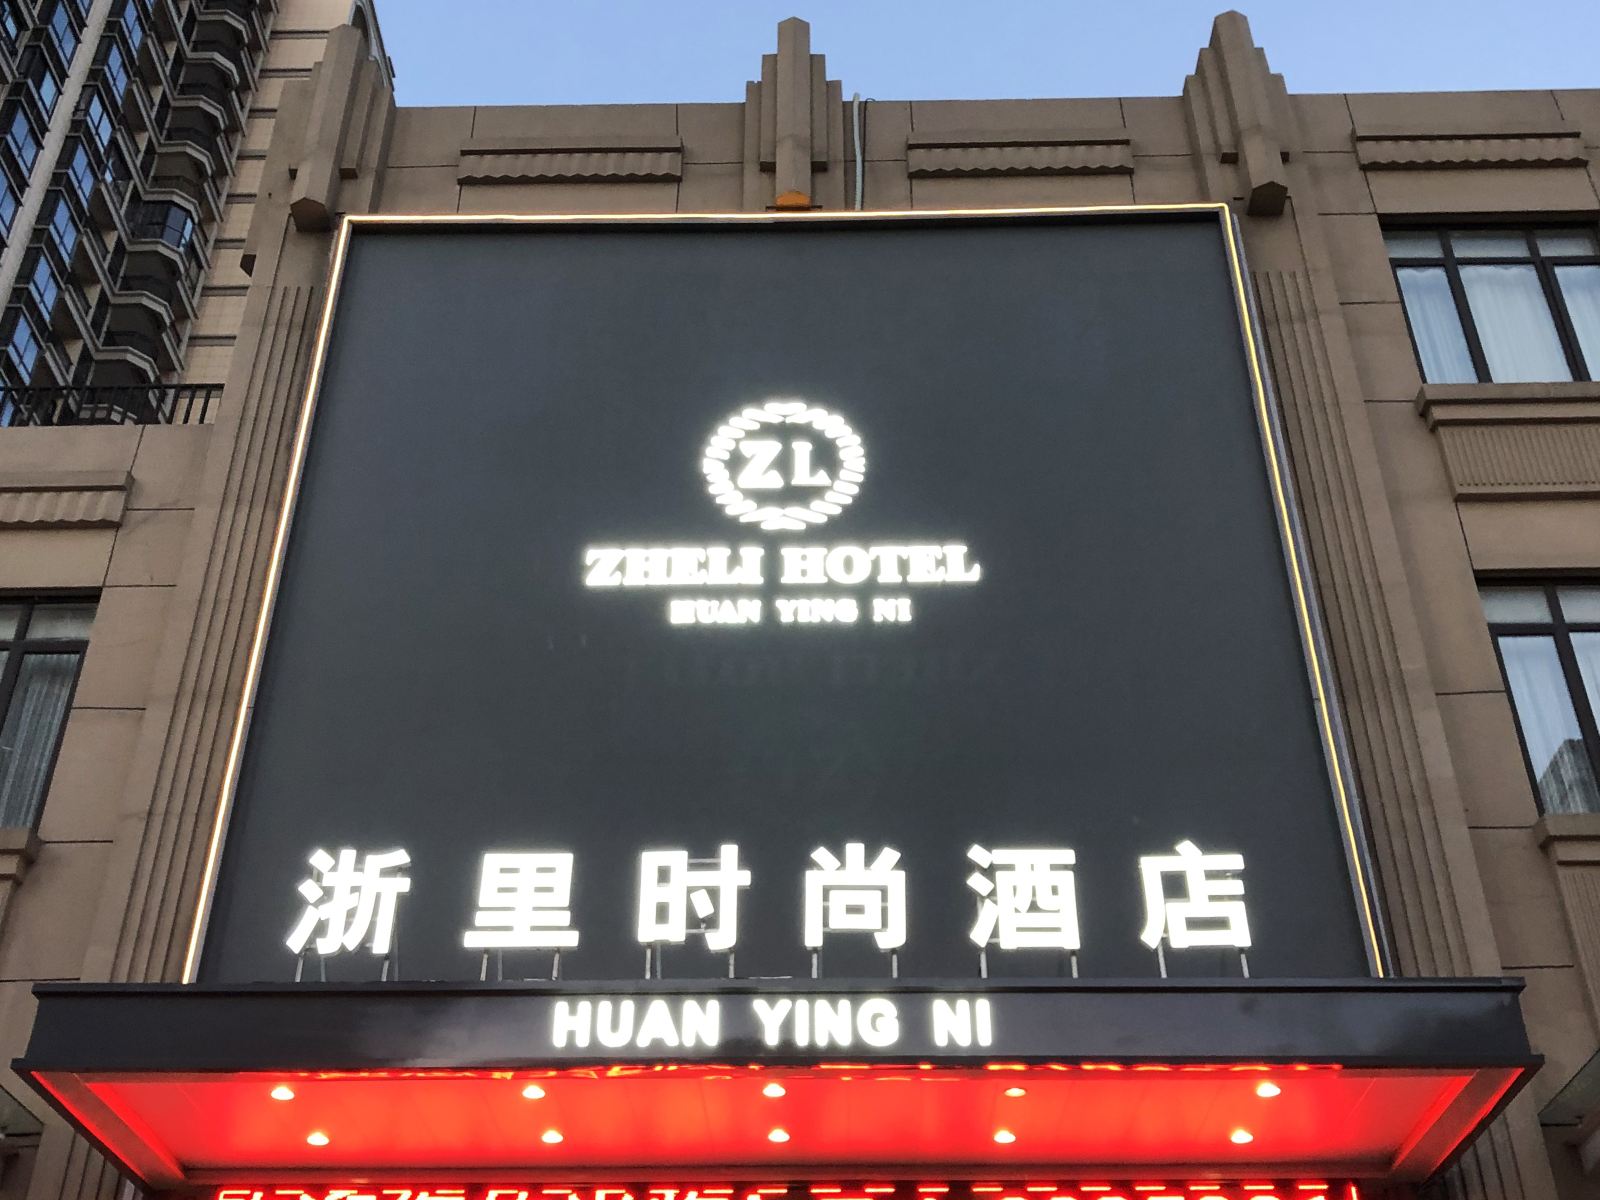 ZL
ZHELI HOTEL
HUAN YING NI
浙里时尚酒店
HUAN YING NI